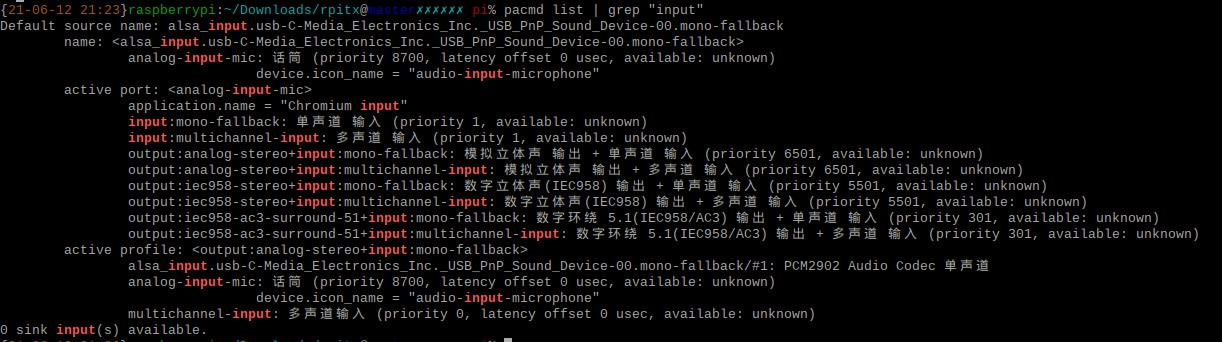 {21-06-12 21:23}raspberrypi:~/Downloads/rpitx@master✗✗✗✗✗✗ pi% pacmd list | grep "input"
Default source name: alsa_input.usb-C-Media_Electronics_Inc._USB_PnP_Sound_Device-00.mono-fallback
name: <alsa_input.usb-C-Media_Electronics_Inc._USB_PnP_Sound_Device-00.mono-fallback>
analog-input-mic: 话筒 (priority 8700, latency offset 0 usec, available: unknown)
device.icon_name = "audio-input-microphone"
active port: <analog-input-mic>
application.name = "Chromium input"
input:mono-fallback: 单声道 输入 (priority 1, available: unknown)
input:multichannel-input: 多声道 输入 (priority 1, available: unknown)
output:analog-stereo+input:mono-fallback: 模拟立体声 输出 + 单声道 输入 (priority 6501, available: unknown)
output:analog-stereo+input:multichannel-input: 模拟立体声 输出 + 多声道 输入 (priority 6501, available: unknown)
output:iec958-stereo+input:mono-fallback: 数字立体声(IEC958) 输出 + 单声道 输入 (priority 5501, available: unknown)
output:iec958-stereo+input:multichannel-input: 数字立体声(IEC958) 输出 + 多声道 输入 (priority 5501, available: unknown)
output:iec958-ac3-surround-51+input:mono-fallback: 数字环绕 5.1(IEC958/AC3) 输出 + 单声道 输入 (priority 301, available: unknown)
output:iec958-ac3-surround-51+input:multichannel-input: 数字环绕 5.1(IEC958/AC3) 输出 + 多声道 输入 (priority 301, available: unknown)
active profile: <output:analog-stereo+input:mono-fallback>
alsa_input.usb-C-Media_Electronics_Inc._USB_PnP_Sound_Device-00.mono-fallback/#1: PCM2902 Audio Codec 单声道
analog-input-mic: 话筒 (priority 8700, latency offset 0 usec, available: unknown)
device.icon_name = "audio-input-microphone"
multichannel-input: 多声道输入 (priority 0, latency offset 0 usec, available: unknown)
0 sink input(s) available.